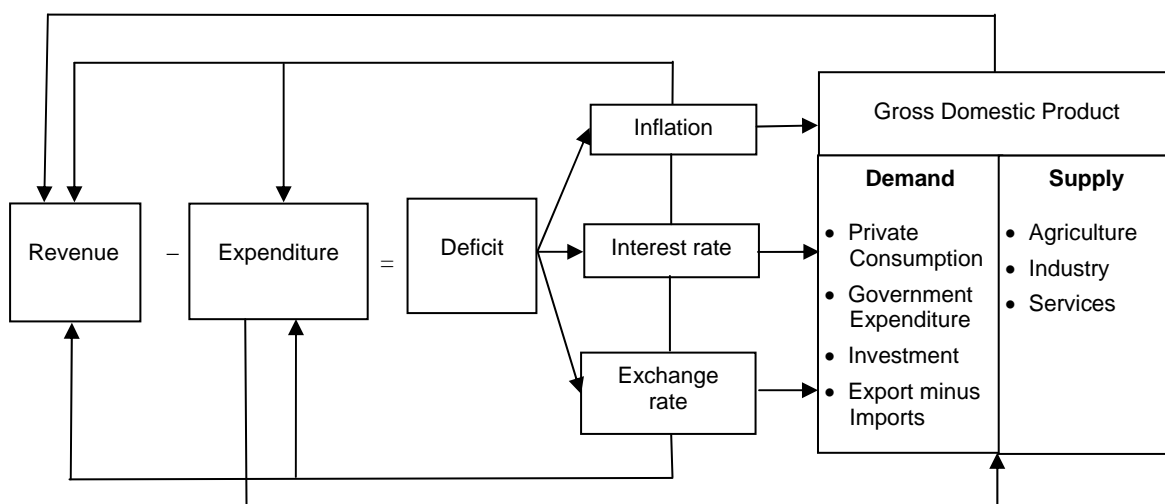 Inflation
Gross Domestic Product
Revenue
–
Expenditure
=
Deficit
Interest rate
Exchange
rate
Demand
• Private
Consumption
• Government
Expenditure
• Investment
• Export minus
Imports
Supply
• Agriculture
• Industry
• Services